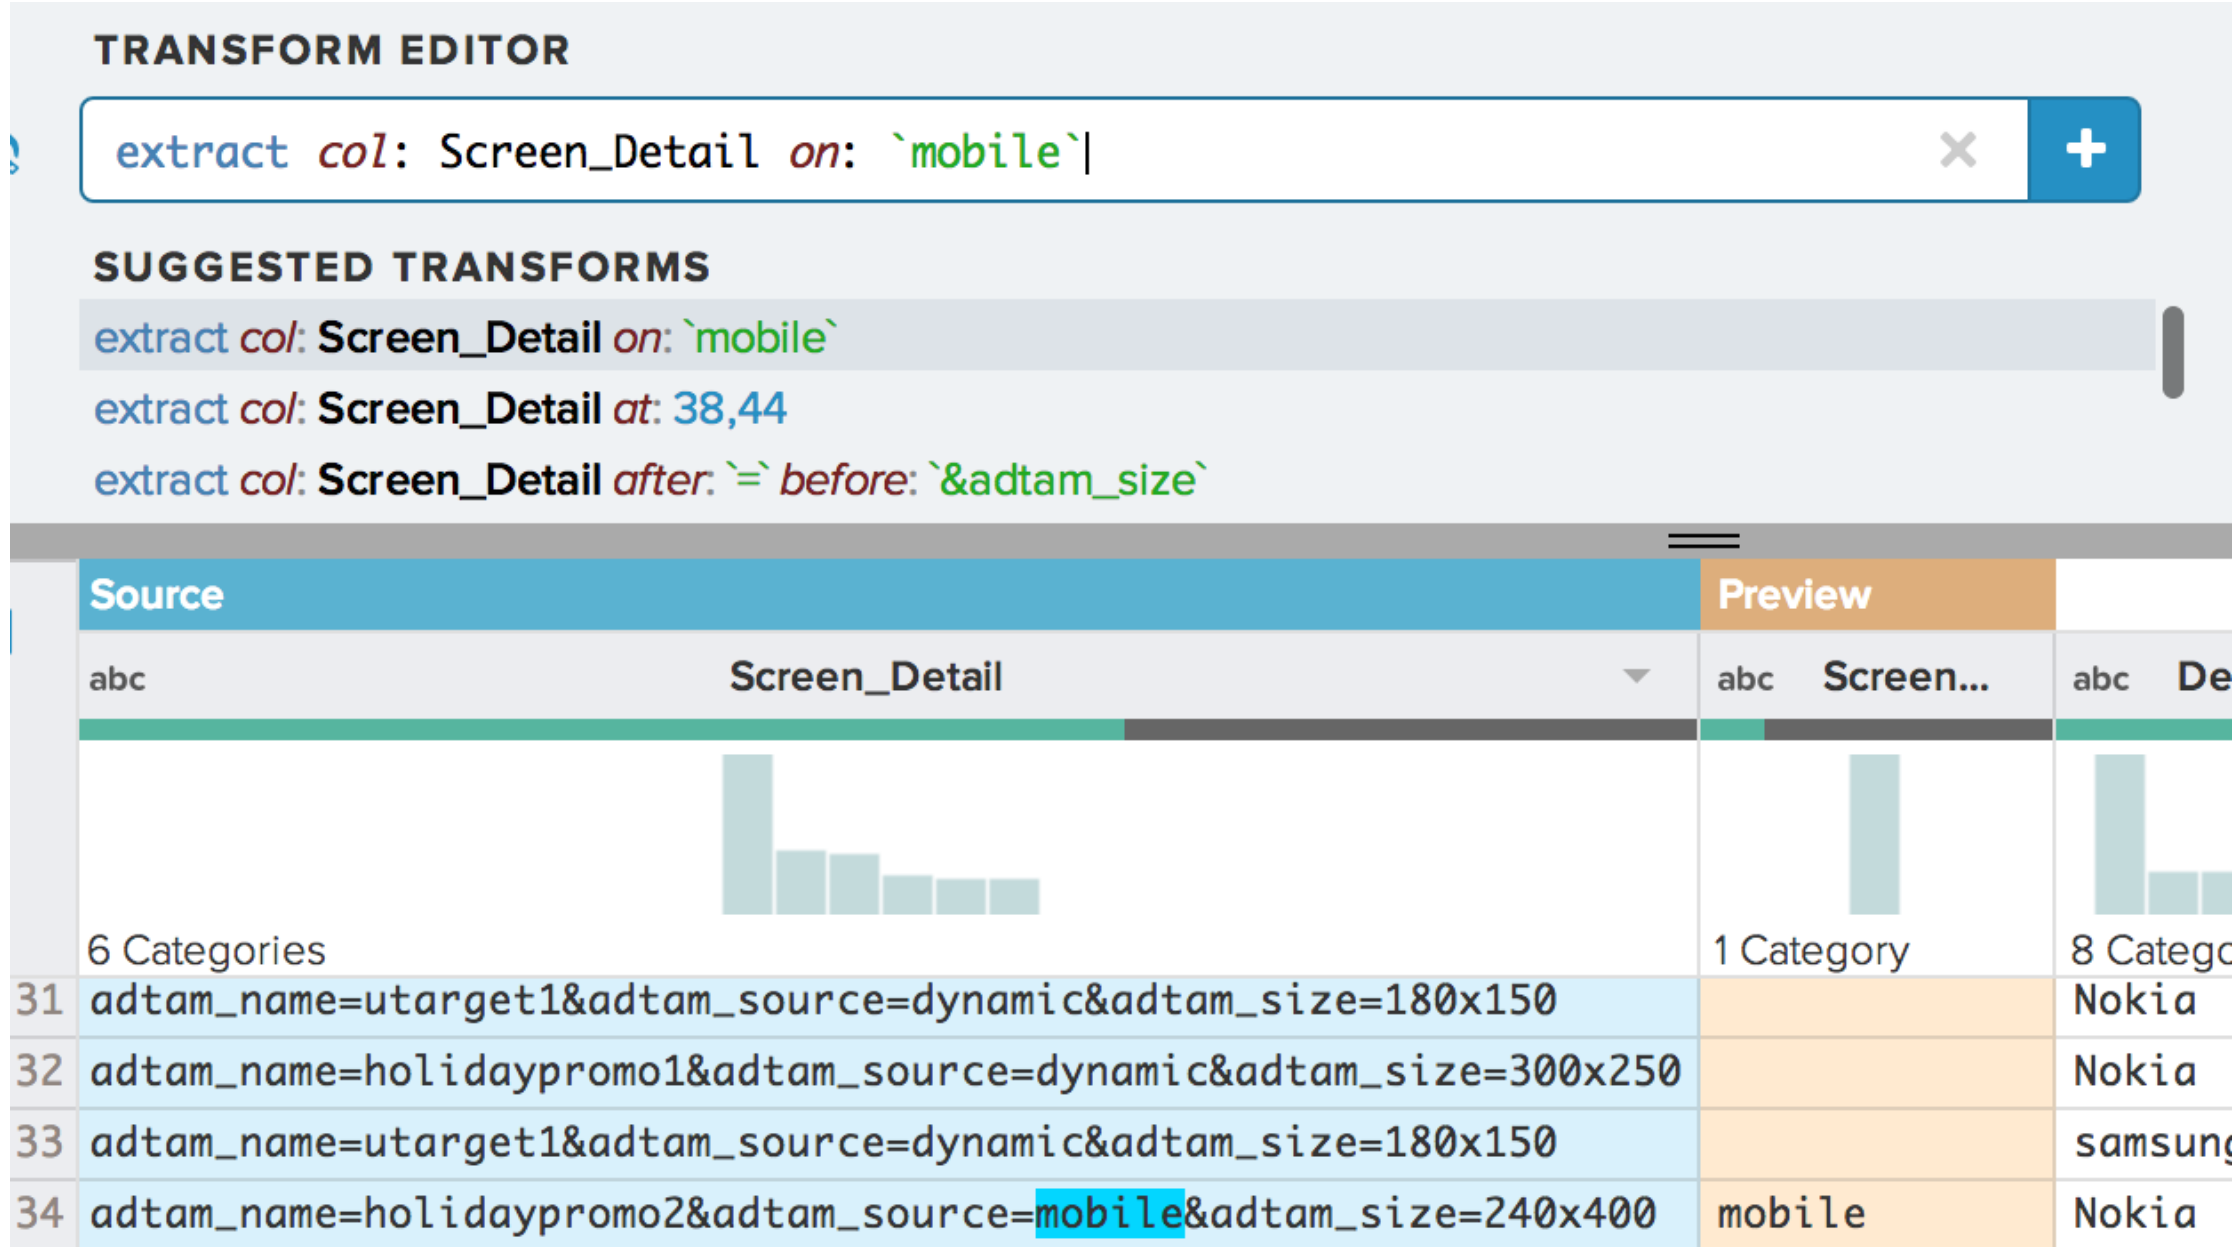 TRANSFORM EDITOR
extract col: Screen_Detail on: `mobile`
SUGGESTED TRANSFORMS
extract col: Screen_Detail on: `mobile`
extract col: Screen_Detail at: 38,44
extract col: Screen_Detail after: `=` before: `&adtam_size`
Source Preview
abc Screen_Detail abc Screen... abc De
6 Categories 1 Category 8 Catego
31 adtam_name=utarget1&adtam_source=dynamic&adtam_size=180x150 Nokia
32 adtam_name=holidaypromo1&adtam_source=dynamic&adtam_size=300x250 Nokia
33 adtam_name=utarget1&adtam_source=dynamic&adtam_size=180x150 samsung
34 adtam_name=holidaypromo2&adtam_source=mobile&adtam_size=240x400 mobile Nokia